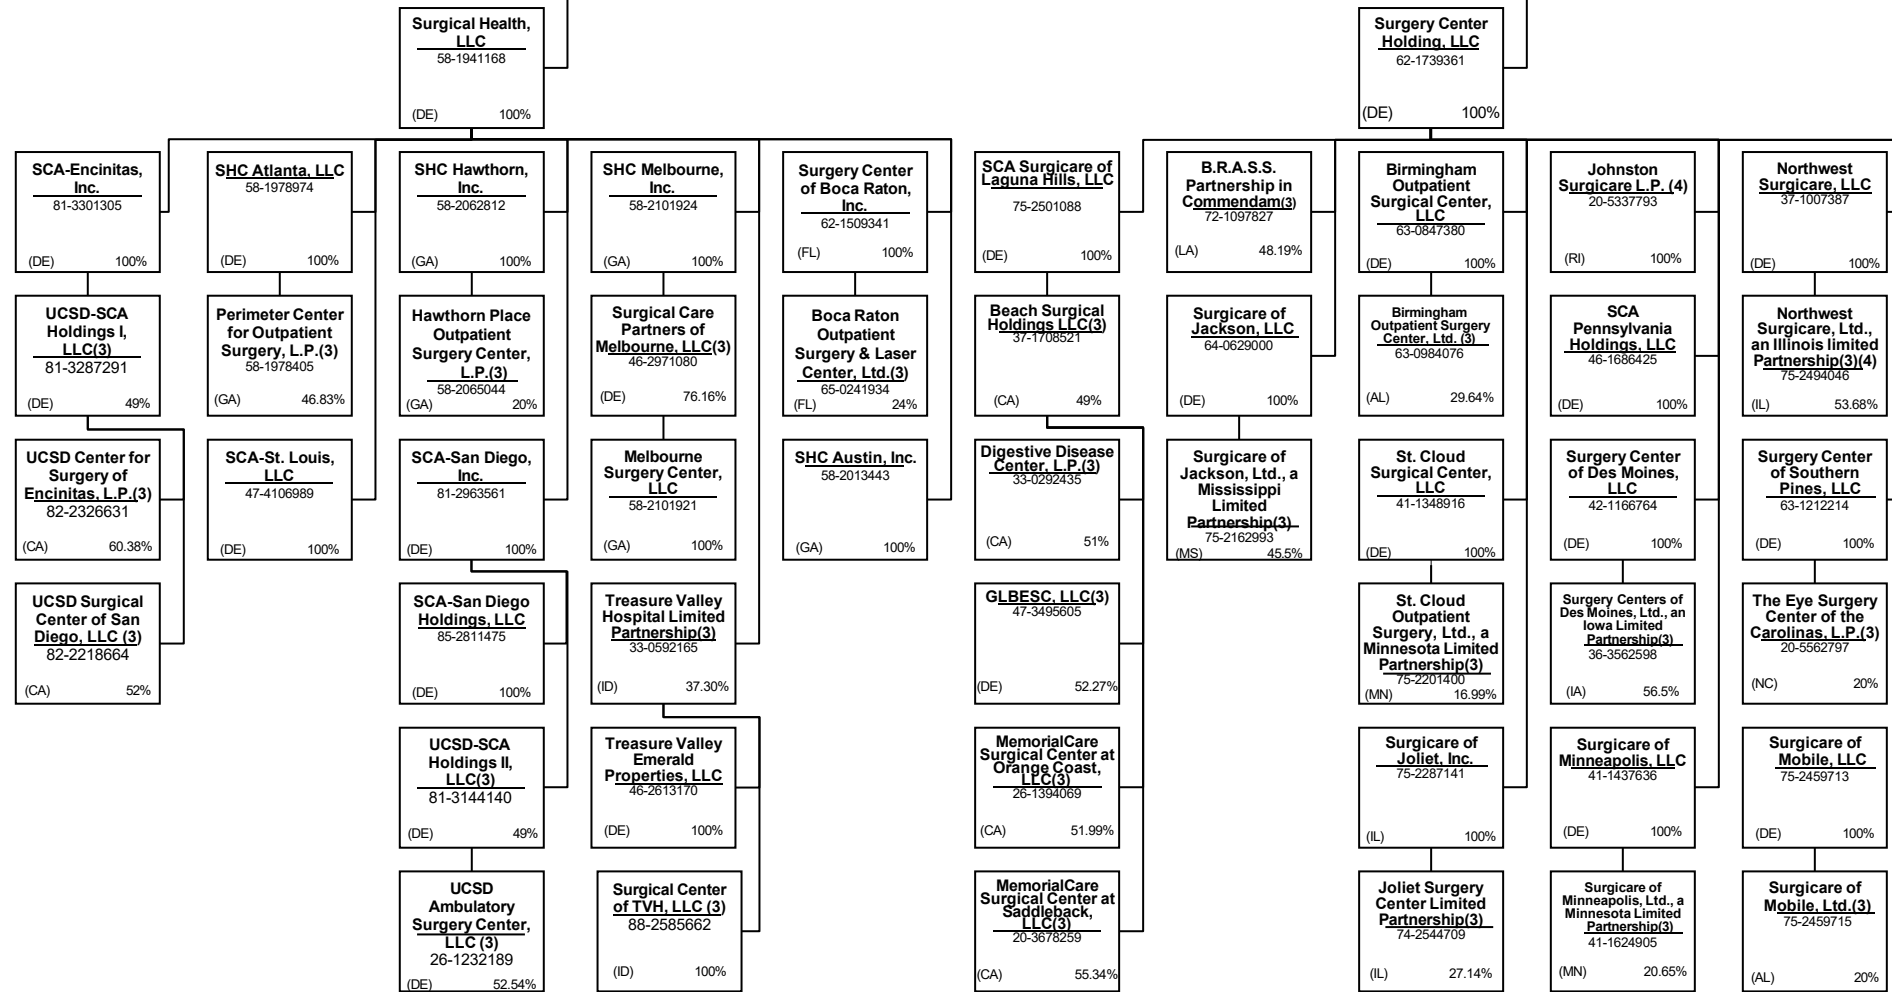 Surgical Health,
LLC
58-1941168
(DE) 100%
Surgery Center
Holding, LLC
62-1739361
(DE) 100%
SCA-Encinitas,
Inc.
81-3301305
(DE) 100%
SHC Atlanta, LLC
58-1978974
(DE) 100%
SHC Hawthorn,
Inc.
58-2062812
(GA) 100%
SHC Melbourne,
Inc.
58-2101924
(GA) 100%
Surgery Center
of Boca Raton,
Inc.
62-1509341
(FL) 100%
SCA Surgicare of
Laguna Hills, LLC
75-2501088
(DE) 100%
B.R.A.S.S.
Partnership in
Commendam(3)
72-1097827
(LA) 48.19%
Birmingham
Outpatient
Surgical Center,
LLC
63-0847380
(DE) 100%
Johnston
Surgicare L.P. (4)
20-5337793
(RI) 100%
Northwest
Surgicare, LLC
37-1007387
(DE) 100%
UCSD-SCA
Holdings I,
LLC(3)
81-3287291
(DE) 49%
Perimeter Center
for Outpatient
Surgery, L.P.(3)
58-1978405
(GA) 46.83%
Hawthorn Place
Outpatient
Surgery Center,
L.P.(3)
58-2065044
(GA) 20%
Surgical Care
Partners of
Melbourne, LLC(3)
46-2971080
(DE) 76.16%
Boca Raton
Outpatient
Surgery & Laser
Center, Ltd.(3)
65-0241934
(FL) 24%
Beach Surgical
Holdings LLC(3)
37-1708521
(CA) 49%
Surgicare of
Jackson, LLC
64-0629000
(DE) 100%
Birmingham
Outpatient Surgery
Center, Ltd. (3)
63-0984076
(AL) 29.64%
SCA
Pennsylvania
Holdings, LLC
46-1686425
(DE) 100%
Northwest
Surgicare, Ltd.,
an Illinois limited
Partnership(3)(4)
75-2494046
(IL) 53.68%
UCSD Center for
Surgery of
Encinitas, L.P.(3)
82-2326631
(CA) 60.38%
SCA-St. Louis,
LLC
47-4106989
(DE) 100%
SCA-San Diego,
Inc.
81-2963561
(DE) 100%
Melbourne
Surgery Center,
LLC
58-2101921
(GA) 100%
SHC Austin, Inc.
58-2013443
(GA) 100%
Digestive Disease
Center, L.P.(3)
33-0292435
(CA) 51%
Surgicare of
Jackson, Ltd., a
Mississippi
Limited
Partnership(3)
75-2162993
(MS) 45.5%
St. Cloud
Surgical Center,
LLC
41-1348916
(DE) 100%
Surgery Center
of Des Moines,
LLC
42-1166764
(DE) 100%
Surgery Center
of Southern
Pines, LLC
63-1212214
(DE) 100%
UCSD Surgical
Center of San
Diego, LLC (3)
82-2218664
(CA) 52%
SCA-San Diego
Holdings, LLC
85-2811475
(DE) 100%
Treasure Valley
Hospital Limited
Partnership(3)
33-0592165
(ID) 37.30%
GLBESC, LLC(3)
47-3495605
(DE) 52.27%
St. Cloud
Outpatient
Surgery, Ltd., a
Minnesota Limited
Partnership(3)
75-2201400
(MN) 16.99%
Surgery Centers of
Des Moines, Ltd., an
Iowa Limited
Partnership(3)
36-3562598
(IA) 56.5%
The Eye Surgery
Center of the
Carolinas, L.P.(3)
20-5562797
(NC) 20%
UCSD-SCA
Holdings II,
LLC(3)
81-3144140
(DE) 49%
Treasure Valley
Emerald
Properties, LLC
46-2613170
(DE) 100%
MemorialCare
Surgical Center at
Orange Coast,
LLC(3)
26-1394069
(CA) 51.99%
Surgicare of
Joliet, Inc.
75-2287141
(IL) 100%
Surgicare of
Minneapolis, LLC
41-1437636
(DE) 100%
Surgicare of
Mobile, LLC
75-2459713
(DE) 100%
UCSD
Ambulatory
Surgery Center,
LLC (3)
26-1232189
(DE) 52.54%
Surgical Center
of TVH, LLC (3)
88-2585662
(ID) 100%
MemorialCare
Surgical Center at
Saddleback,
LLC(3)
20-3678259
(CA) 55.34%
Joliet Surgery
Center Limited
Partnership(3)
74-2544709
(IL) 27.14%
Surgicare of
Minneapolis, Ltd., a
Minnesota Limited
Partnership(3)
41-1624905
(MN) 20.65%
Surgicare of
Mobile, Ltd.(3)
75-2459715
(AL) 20%